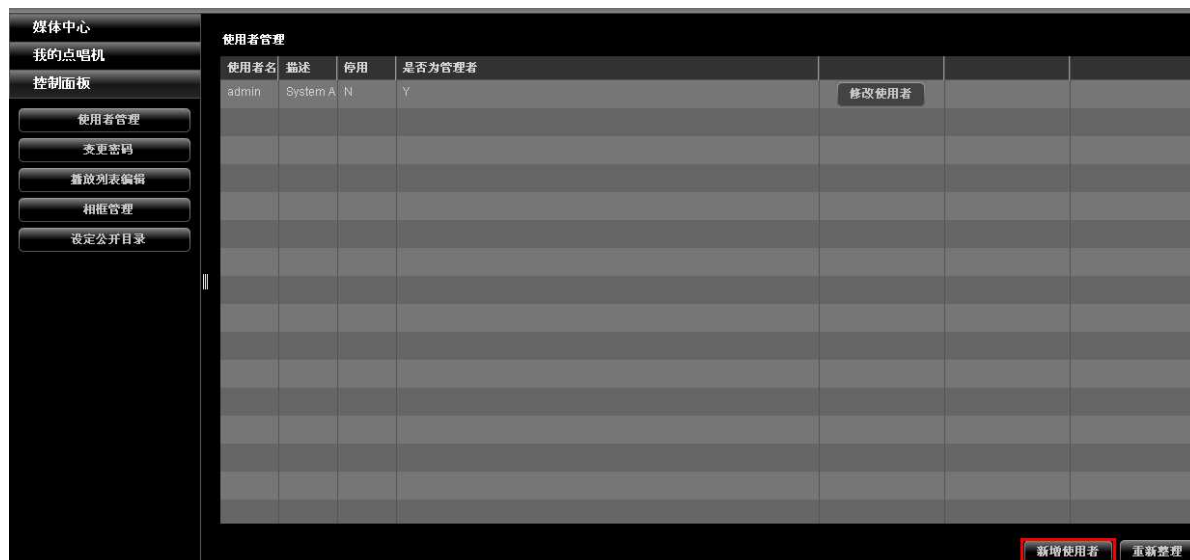 媒体中心
我的点唱机
控制面板
使用者管理
变更密码
播放列表编辑
相框管理
设定公开目录
使用者管理
使用者名 描述 停用 是否为管理者
admin System A N Y 修改使用者
新增使用者 重新整理